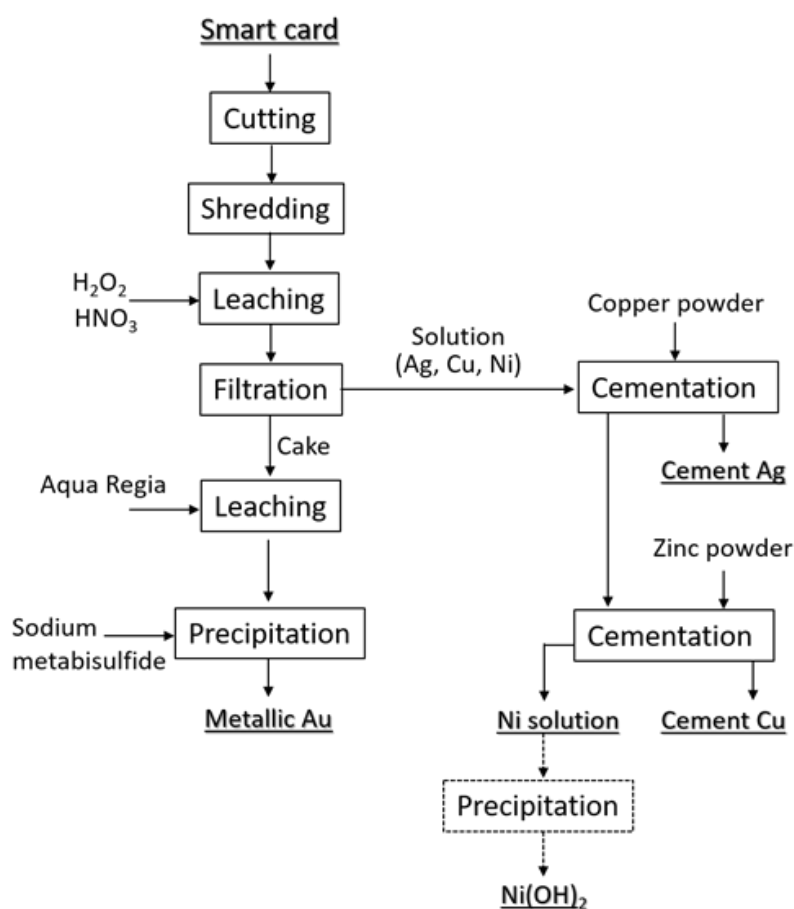 Smart card
Cutting
Shredding
H₂O₂
HNO₃
Leaching
Copper powder
Solution
(Ag, Cu, Ni)
Filtration
Cementation
Cake
Cement Ag
Aqua Regia
Leaching
Zinc powder
Sodium
metabisulfide
Precipitation
Cementation
Metallic Au
Ni solution
Cement Cu
Precipitation
Ni(OH)₂